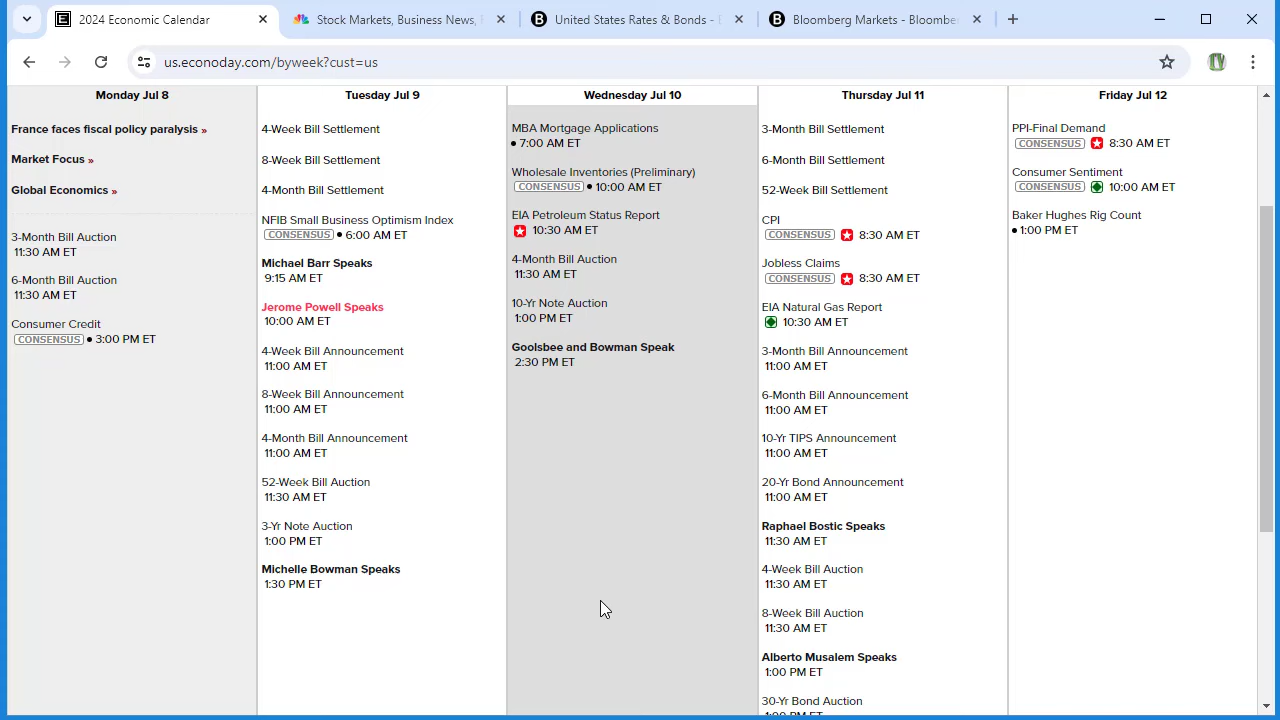 2024 Economic Calendar
Stock Markets, Business News,
United States Rates & Bonds -
Bloomberg Markets - Bloombe
us.econoday.com/byweek?cust=us
Monday Jul 8
France faces fiscal policy paralysis »
Market Focus »
Global Economics »
3-Month Bill Auction
11:30 AM ET
6-Month Bill Auction
11:30 AM ET
Consumer Credit
CONSENSUS 3:00 PM ET
Tuesday Jul 9
4-Week Bill Settlement
8-Week Bill Settlement
4-Month Bill Settlement
NFIB Small Business Optimism Index
CONSENSUS 6:00 AM ET
Michael Barr Speaks
9:15 AM ET
Jerome Powell Speaks
10:00 AM ET
4-Week Bill Announcement
11:00 AM ET
8-Week Bill Announcement
11:00 AM ET
4-Month Bill Announcement
11:00 AM ET
52-Week Bill Auction
11:30 AM ET
3-Yr Note Auction
1:00 PM ET
Michelle Bowman Speaks
1:30 PM ET
Wednesday Jul 10
MBA Mortgage Applications
7:00 AM ET
Wholesale Inventories (Preliminary)
CONSENSUS 10:00 AM ET
EIA Petroleum Status Report
10:30 AM ET
4-Month Bill Auction
11:30 AM ET
10-Yr Note Auction
1:00 PM ET
Goolsbee and Bowman Speak
2:30 PM ET
Thursday Jul 11
3-Month Bill Settlement
6-Month Bill Settlement
52-Week Bill Settlement
CPI
CONSENSUS 8:30 AM ET
Jobless Claims
CONSENSUS 8:30 AM ET
EIA Natural Gas Report
10:30 AM ET
3-Month Bill Announcement
11:00 AM ET
6-Month Bill Announcement
11:00 AM ET
10-Yr TIPS Announcement
11:00 AM ET
20-Yr Bond Announcement
11:00 AM ET
Raphael Bostic Speaks
11:30 AM ET
4-Week Bill Auction
11:30 AM ET
8-Week Bill Auction
11:30 AM ET
Alberto Musalem Speaks
1:00 PM ET
30-Yr Bond Auction
1:00 PM ET
Friday Jul 12
PPI-Final Demand
CONSENSUS 8:30 AM ET
Consumer Sentiment
CONSENSUS 10:00 AM ET
Baker Hughes Rig Count
1:00 PM ET